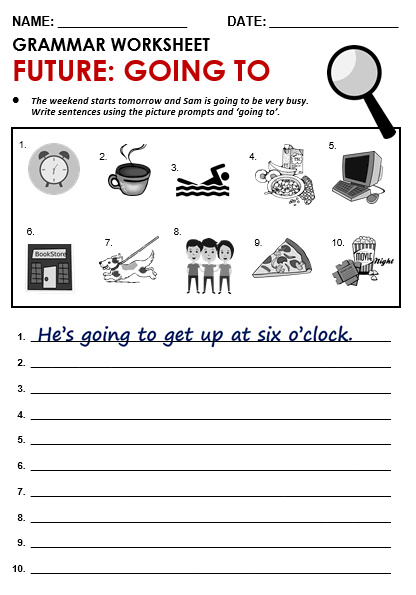 NAME: ____________________ DATE: ____________________
GRAMMAR WORKSHEET
FUTURE: GOING TO
● The weekend starts tomorrow and Sam is going to be very busy.
Write sentences using the picture prompts and 'going to'.
1. 2. 3. 4. 5.
6. 7. 8. 9. 10.
BookStore
MOVIE
Night
1. He's going to get up at six o'clock.
2.
3.
4.
5.
6.
7.
8.
9.
10.